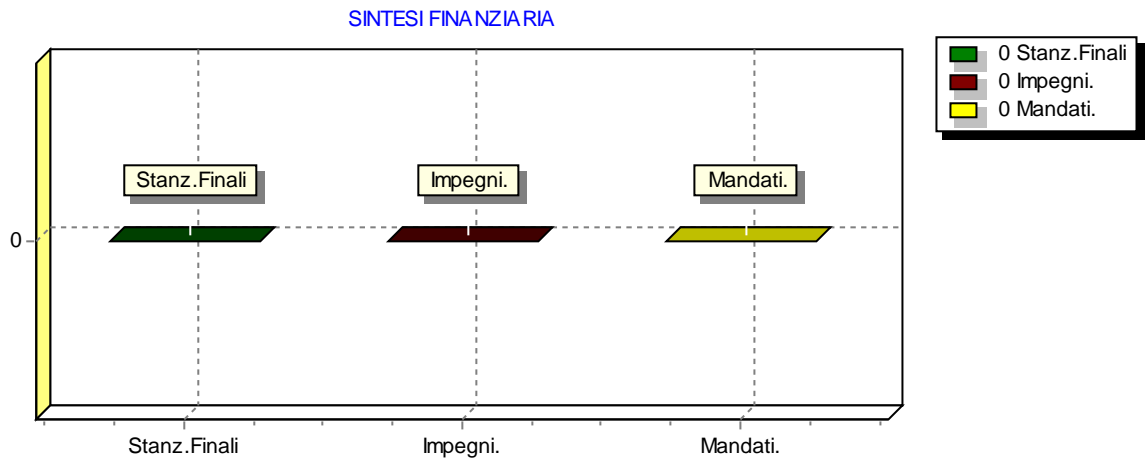 SINTESI FINANZIARIA
0 Stanz.Finali
0 Impegni.
0 Mandati.
Stanz.Finali
Impegni.
Mandati.
0
Stanz.Finali
Impegni.
Mandati.